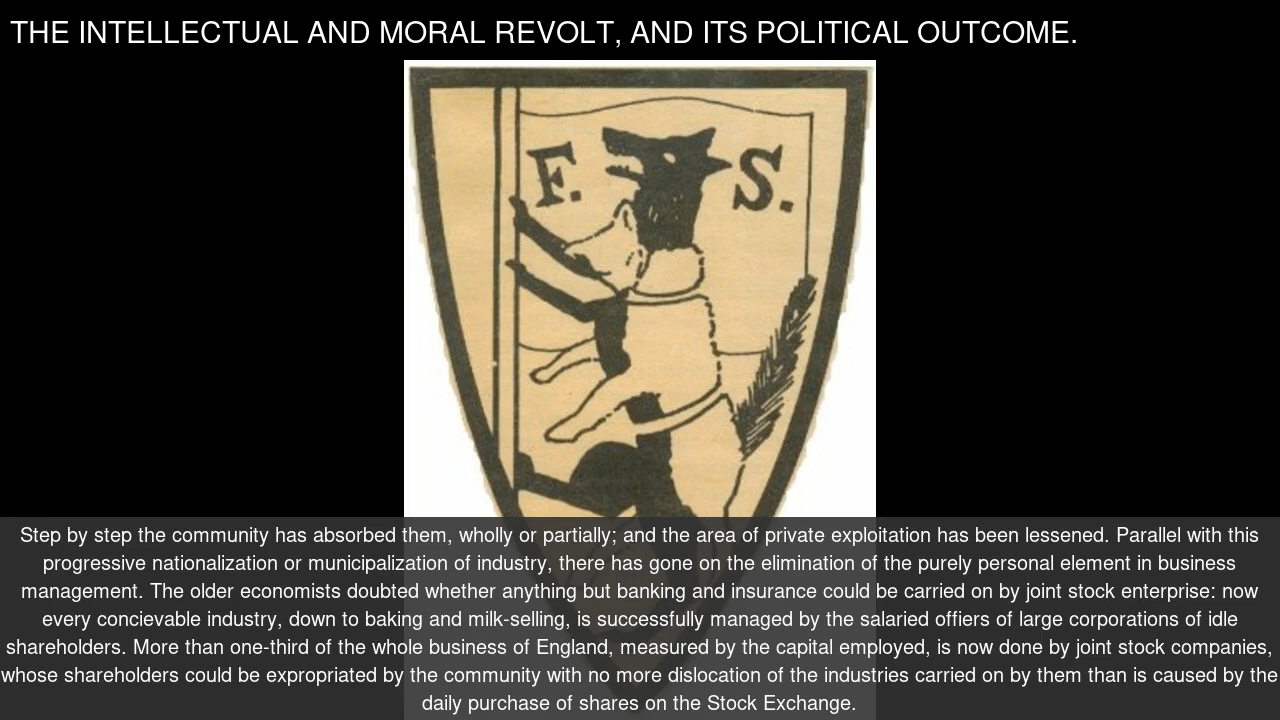 THE INTELLECTUAL AND MORAL REVOLT, AND ITS POLITICAL OUTCOME.
F. S.
Step by step the community has absorbed them, wholly or partially; and the area of private exploitation has been lessened. Parallel with this
progressive nationalization or municipalization of industry, there has gone on the elimination of the purely personal element in business
management. The older economists doubted whether anything but banking and insurance could be carried on by joint stock enterprise: now
every concievable industry, down to baking and milk-selling, is successfully managed by the salaried offiers of large corporations of idle
shareholders. More than one-third of the whole business of England, measured by the capital employed, is now done by joint stock companies,
whose shareholders could be expropriated by the community with no more dislocation of the industries carried on by them than is caused by the
daily purchase of shares on the Stock Exchange.